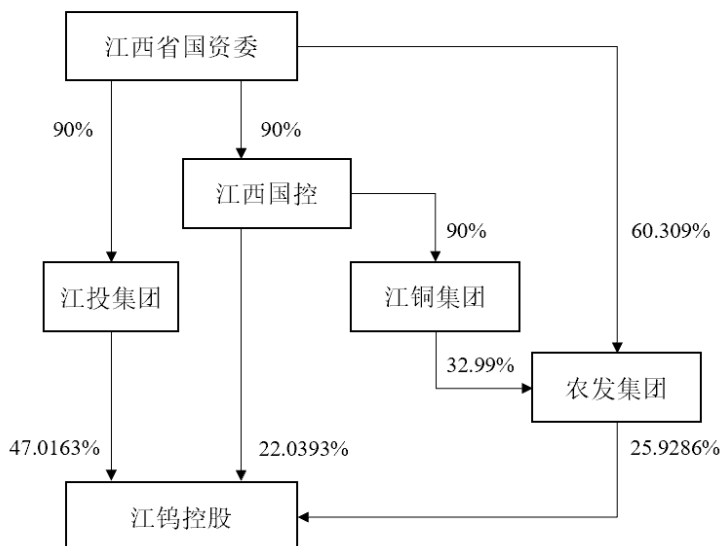 江西省国资委
90%
90%
江西国控
90%
60.309%
江投集团
江铜集团
32.99%
农发集团
47.0163%
22.0393%
25.9286%
江钨控股